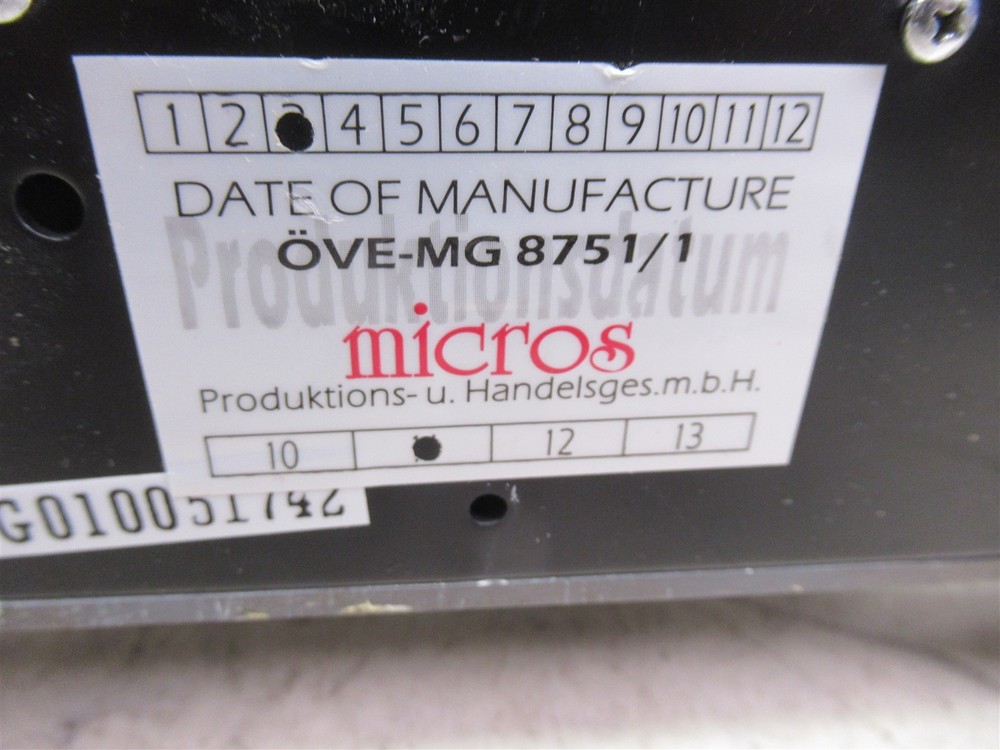 1 2 4 5 6 7 8 9 10 11 12
DATE OF MANUFACTURE
Produktionsdatum
ÖVE-MG 8751/1
micros
Produktions- u. Handelsges.m.b.H.
10 12 13
G010051742